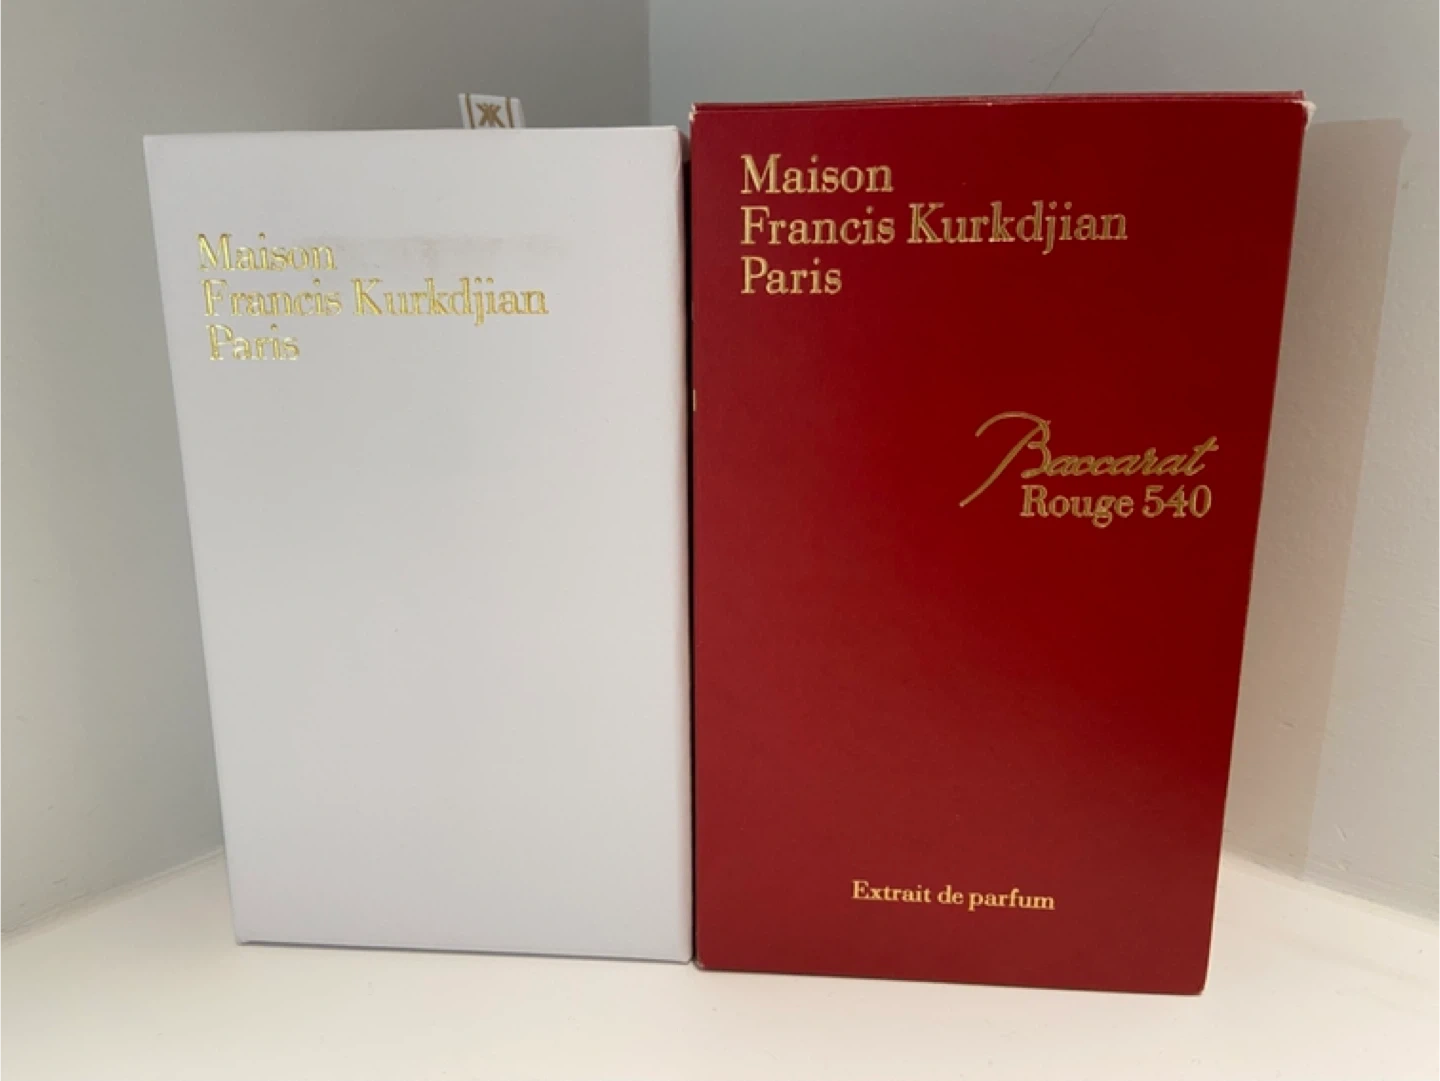 Maison
Francis Kurkdjian
Paris
Maison
Francis Kurkdjian
Paris
Baccarat
Rouge 540
Extrait de parfum